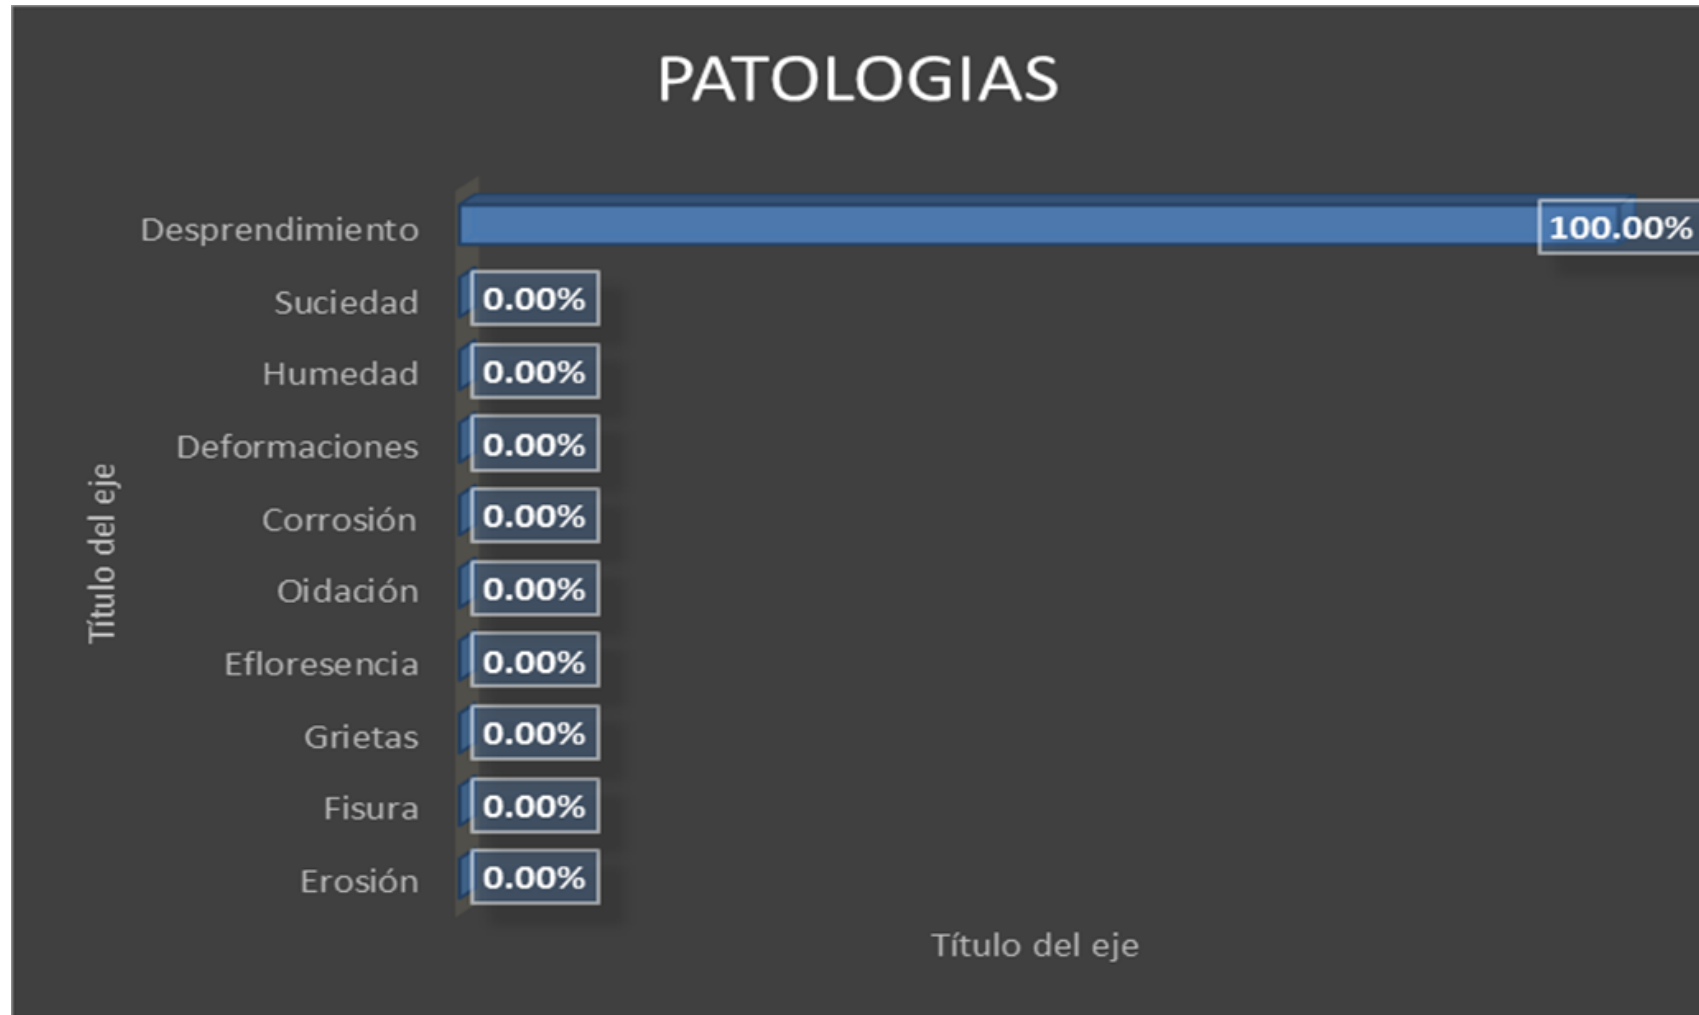 PATOLOGIAS
Desprendimiento 100.00%
Suciedad 0.00%
Humedad 0.00%
Deformaciones 0.00%
Corrosión 0.00%
Oidación 0.00%
Efloresencia 0.00%
Grietas 0.00%
Fisura 0.00%
Erosión 0.00%
Título del eje
Título del eje